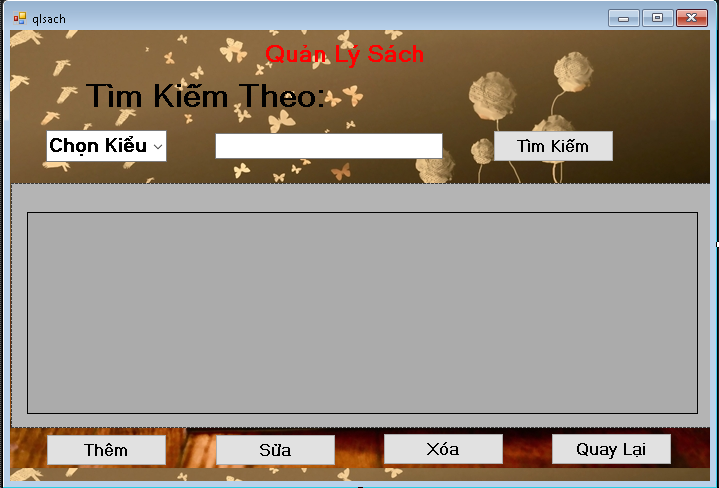 qlsach
Quản Lý Sách
Tìm Kiếm Theo:
Chọn Kiểu
Tìm Kiếm
Thêm
Sửa
Xóa
Quay Lại